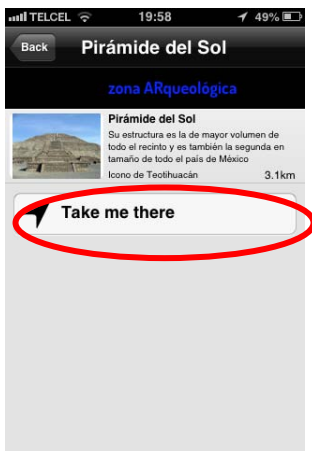 TELCEL 19:58 49%
Back Pirámide del Sol
zona ARqueológica
Pirámide del Sol
Su estructura es la de mayor volumen de
todo el recinto y es también la segunda en
tamaño de todo el país de México
Icono de Teotihuacán 3.1km
Take me there